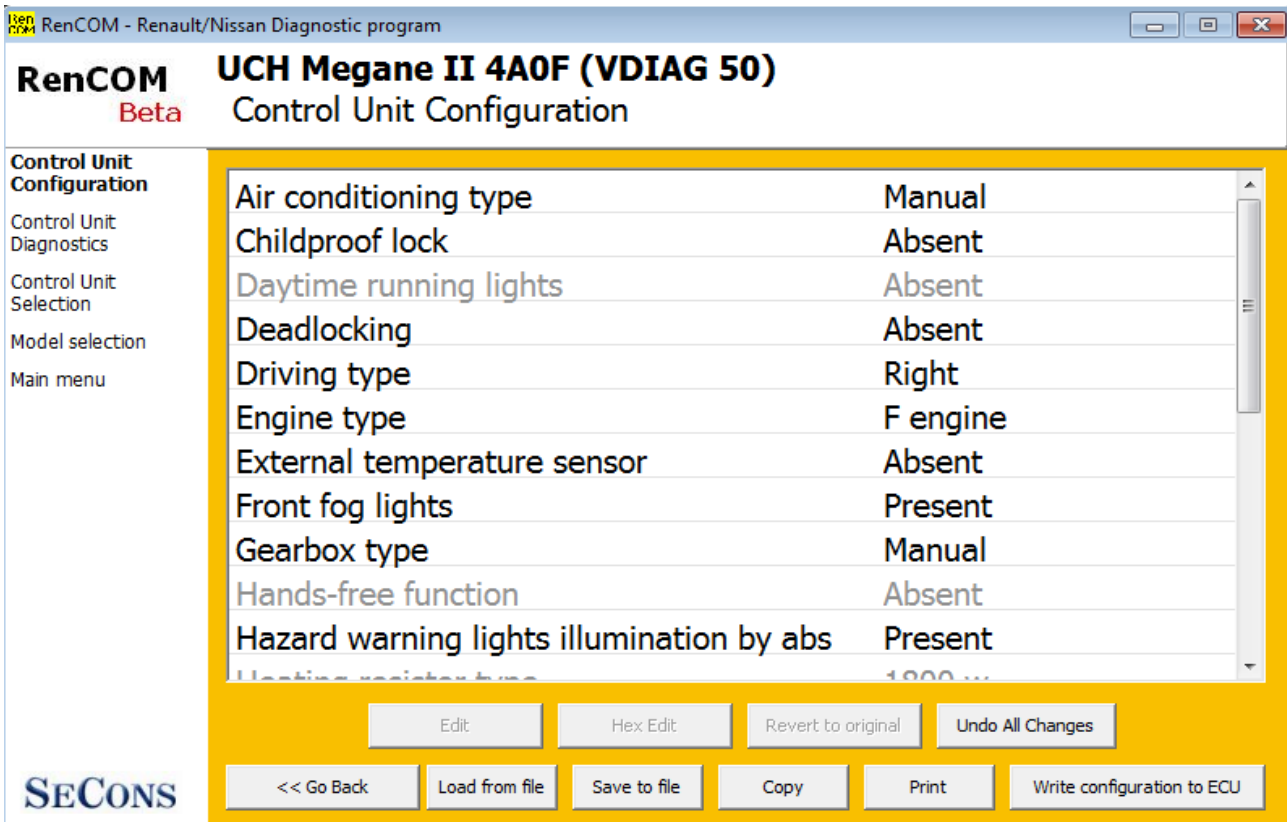 RenCOM - Renault/Nissan Diagnostic program
RenCOM
Beta
UCH Megane II 4A0F (VDIAG 50)
Control Unit Configuration
Control Unit
Configuration
Control Unit
Diagnostics
Control Unit
Selection
Model selection
Main menu
Air conditioning type Manual
Childproof lock Absent
Daytime running lights Absent
Deadlocking Absent
Driving type Right
Engine type F engine
External temperature sensor Absent
Front fog lights Present
Gearbox type Manual
Hands-free function Absent
Hazard warning lights illumination by abs Present
Heating resistor type 1800 w
Edit Hex Edit Revert to original Undo All Changes
<< Go Back Load from file Save to file Copy Print Write configuration to ECU
SECONS